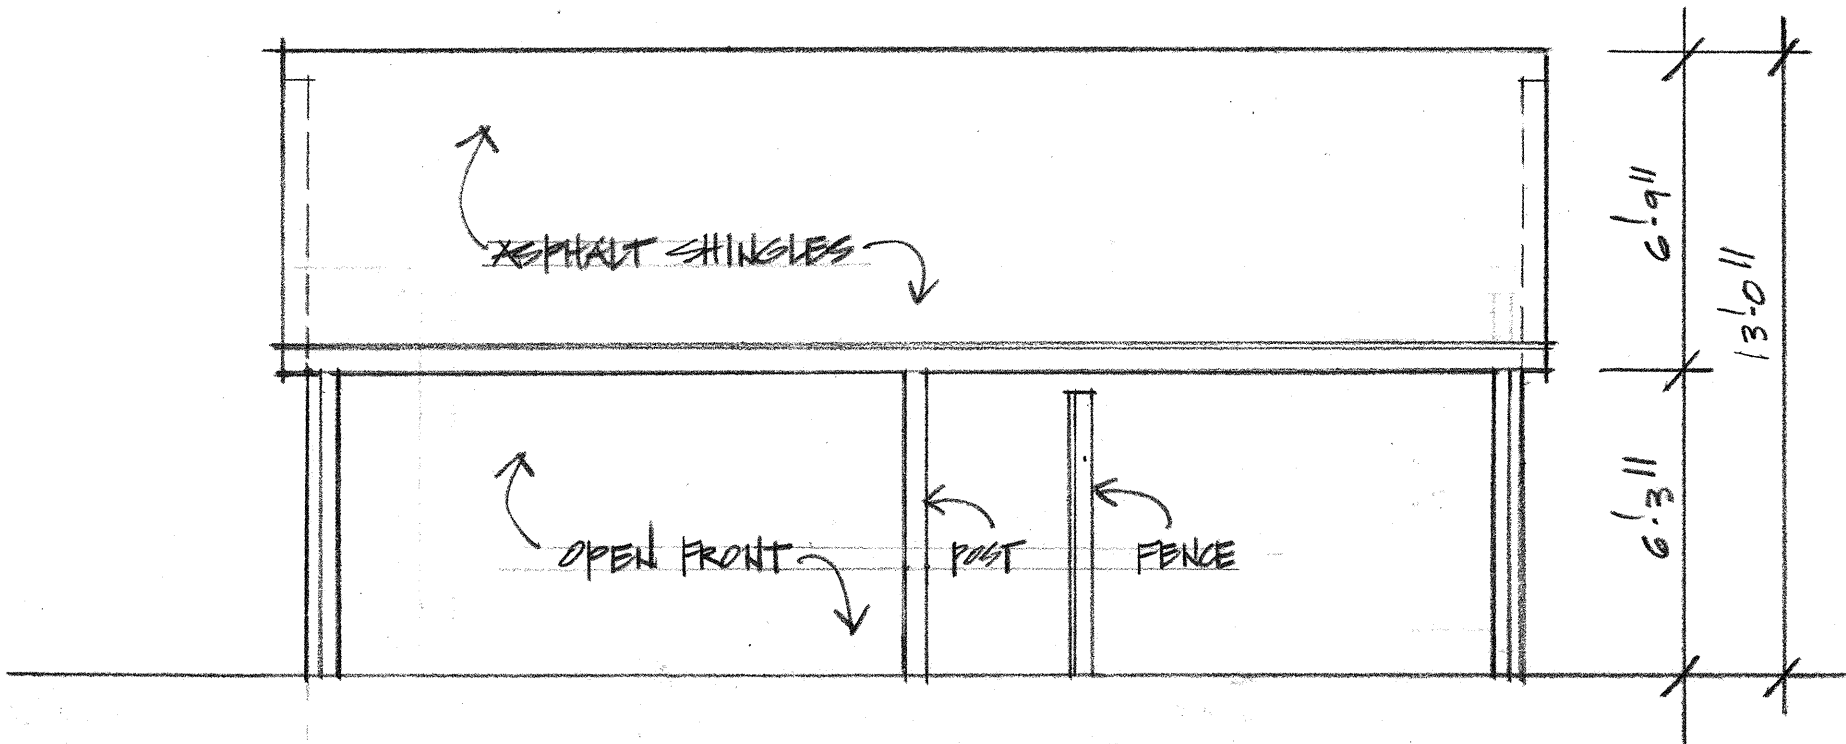 ASPHALT SHINGLES
OPEN FRONT
POST
FENCE
6'-9"
13'-0"
6'-3"